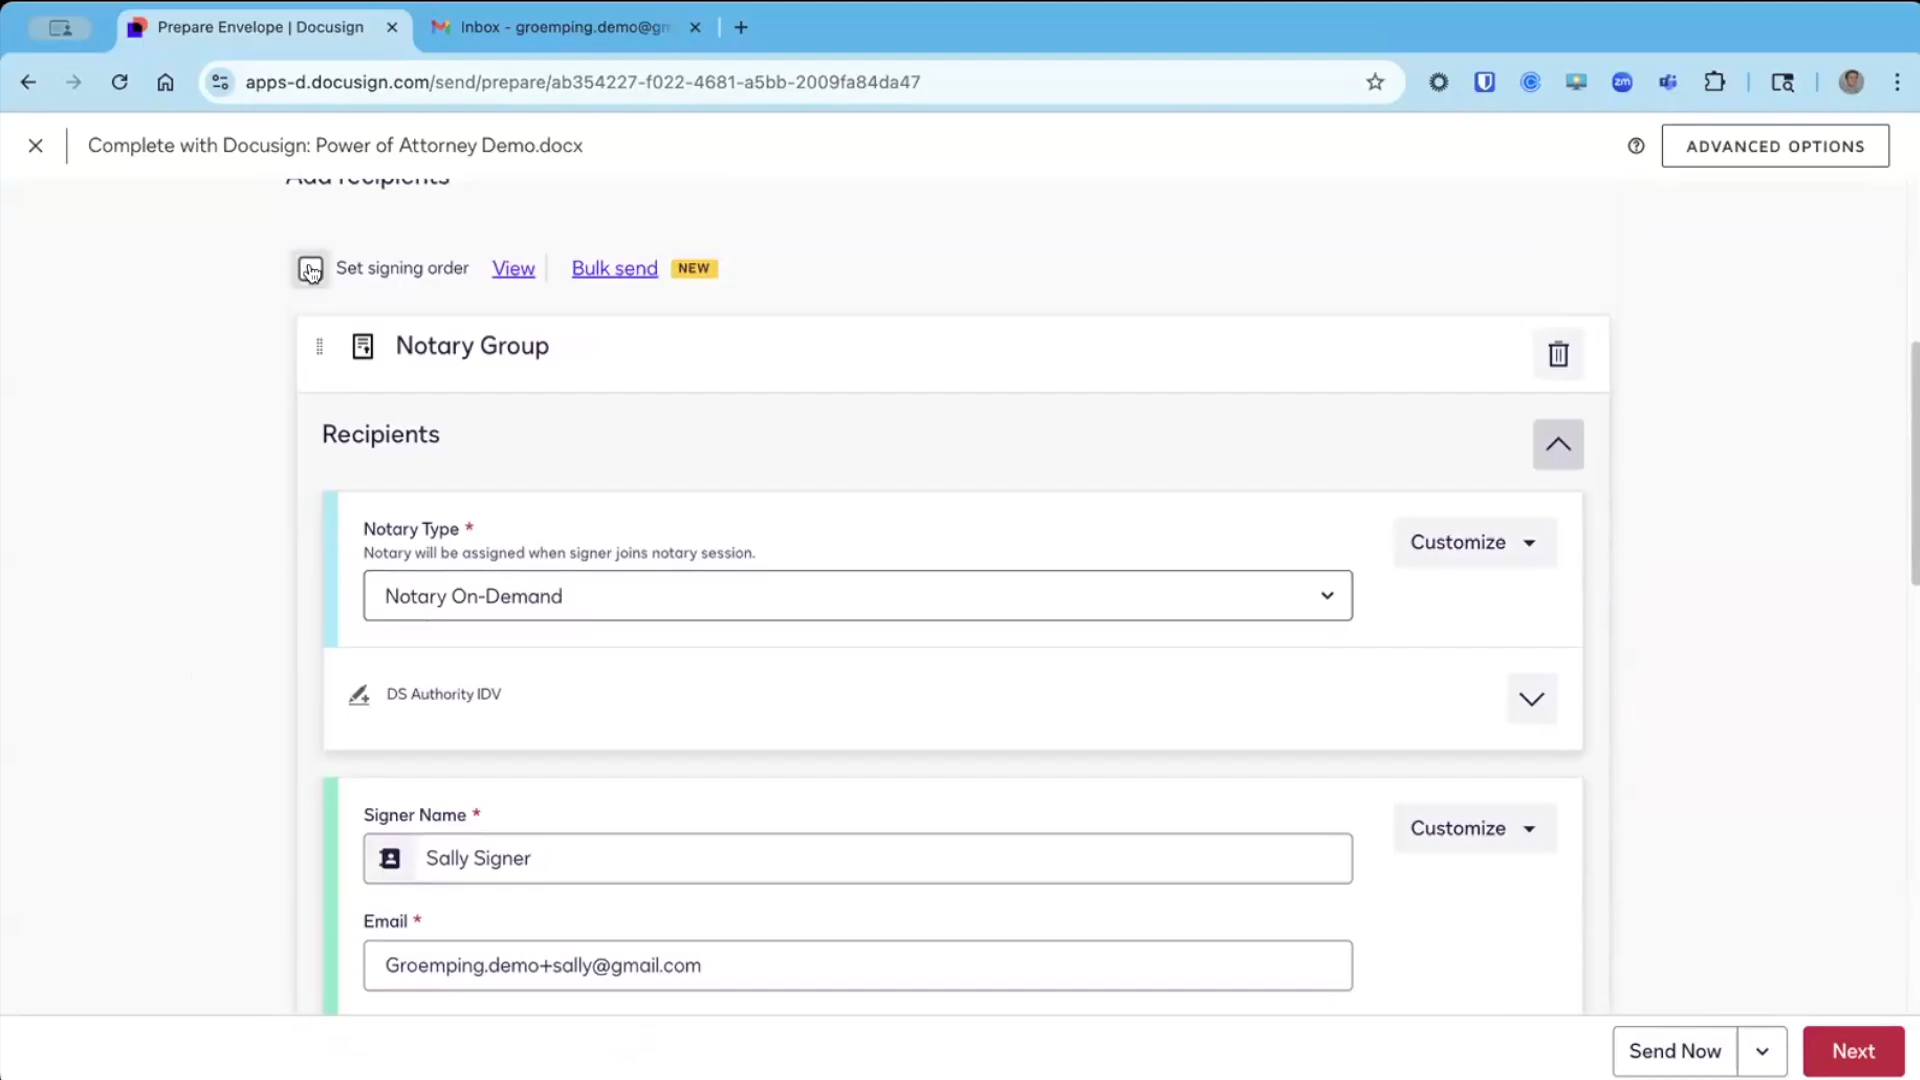 Prepare Envelope | Docusign
Inbox - groemping.demo@gm
apps-d.docusign.com/send/prepare/ab354227-f022-4681-a5bb-2009fa84da47
zm
Complete with Docusign: Power of Attorney Demo.docx
ADVANCED OPTIONS
Add recipients
Set signing order
View
Bulk send
NEW
Notary Group
Recipients
Notary Type *
Notary will be assigned when signer joins notary session.
Customize
Notary On-Demand
DS Authority IDV
Signer Name *
Customize
Sally Signer
Email *
Groemping.demo+sally@gmail.com
Send Now
Next